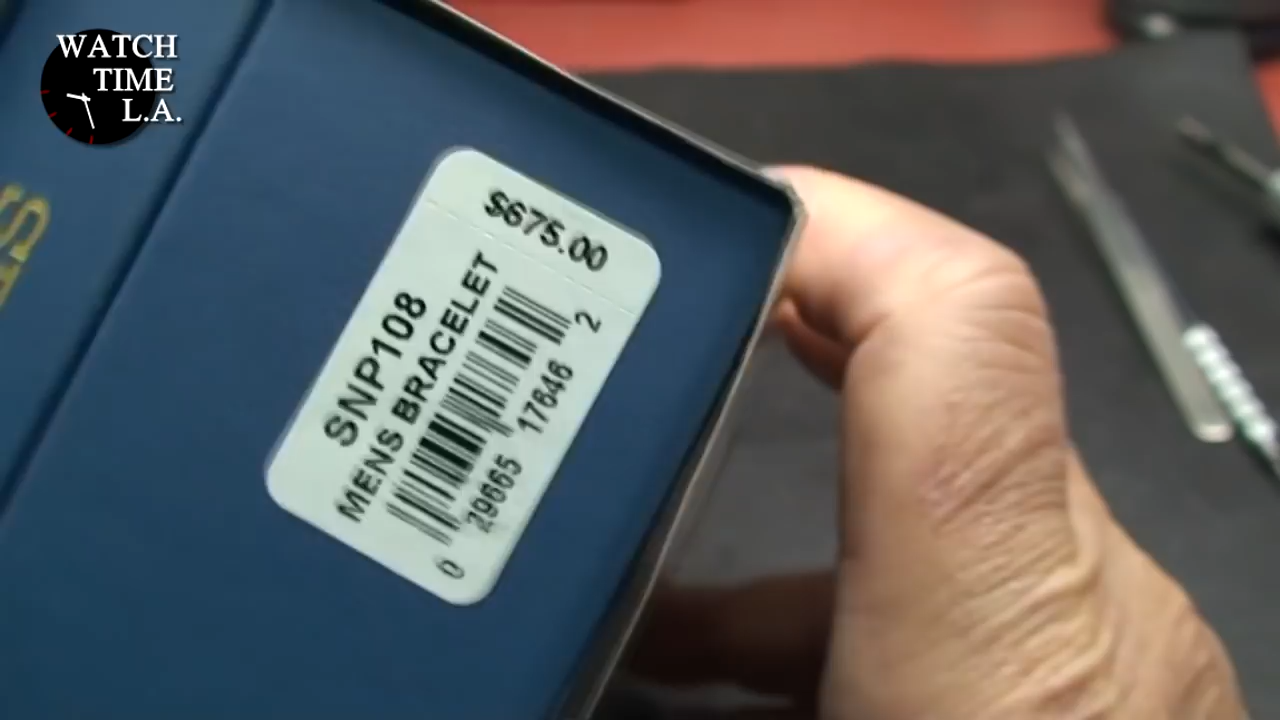 WATCH
TIME
L.A.
$675.00
SNP108
MENS BRACELET
0 29665 17646 2